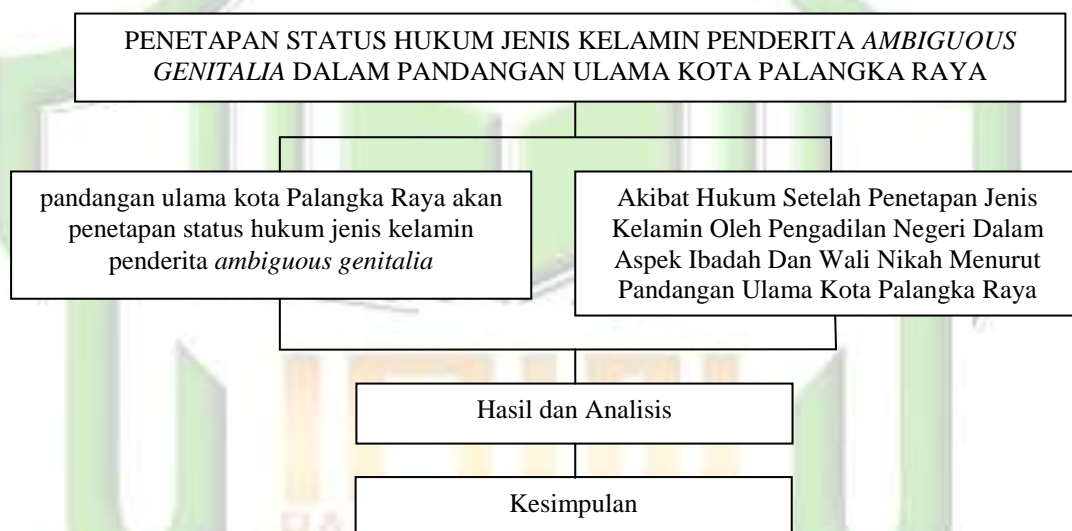 PENETAPAN STATUS HUKUM JENIS KELAMIN PENDERITA AMBIGUOUS
GENITALIA DALAM PANDANGAN ULAMA KOTA PALANGKA RAYA
pandangan ulama kota Palangka Raya akan
penetapan status hukum jenis kelamin
penderita ambiguous genitalia
Akibat Hukum Setelah Penetapan Jenis
Kelamin Oleh Pengadilan Negeri Dalam
Aspek Ibadah Dan Wali Nikah Menurut
Pandangan Ulama Kota Palangka Raya
Hasil dan Analisis
Kesimpulan